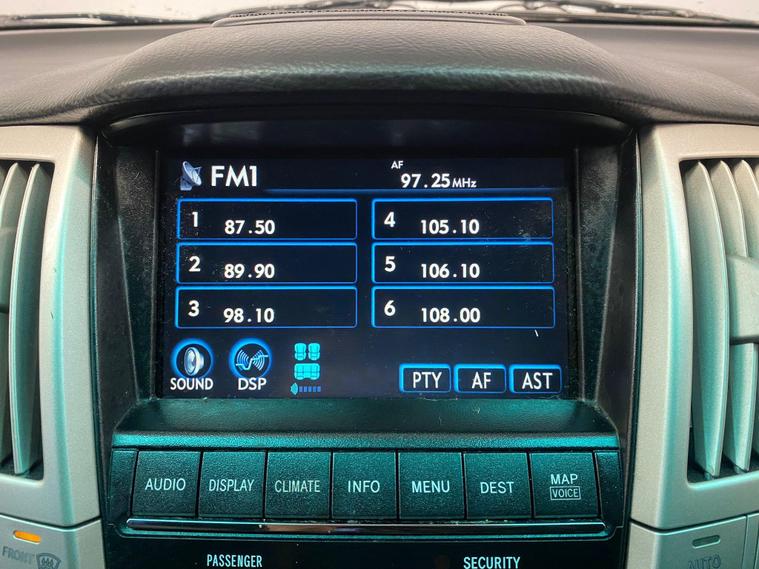 FM1
AF
97.25 MHz
1 87.50
4 105.10
2 89.90
5 106.10
3 98.10
6 108.00
SOUND
DSP
PTY
AF
AST
AUDIO
DISPLAY
CLIMATE
INFO
MENU
DEST
MAP
VOICE
FRONT
PASSENGER
SECURITY
AUTO